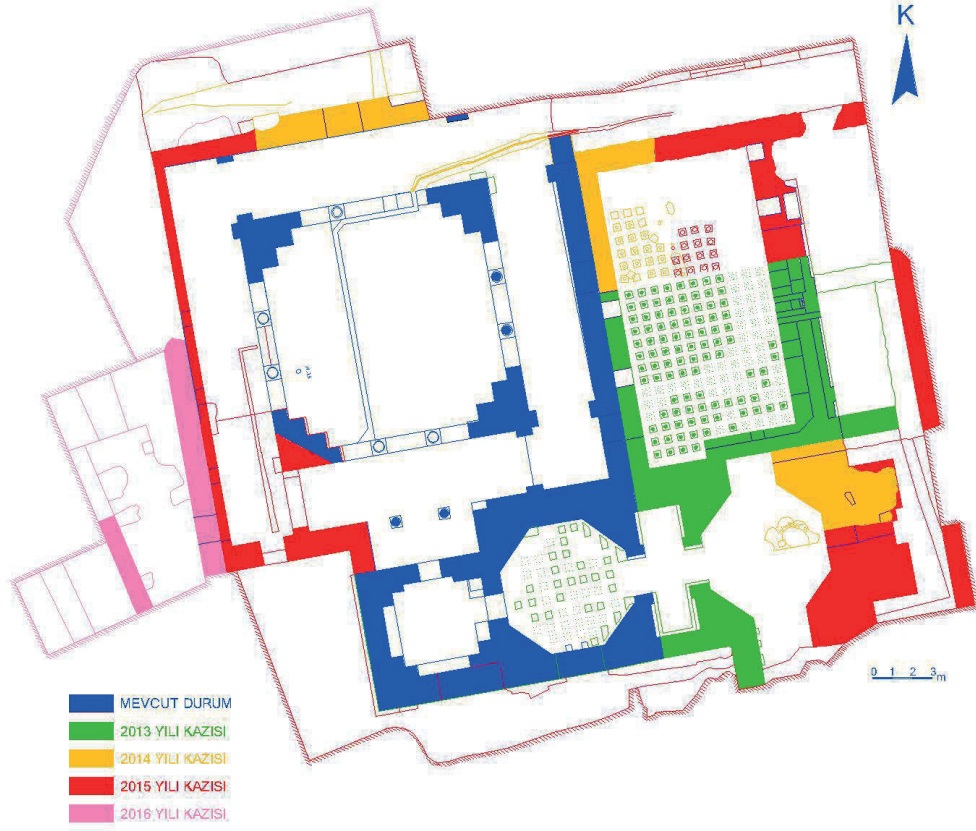 K
0 1 2 3m
MEVCUT DURUM
2013 YILI KAZISI
2014 YILI KAZISI
2015 YILI KAZISI
2016 YILI KAZISI